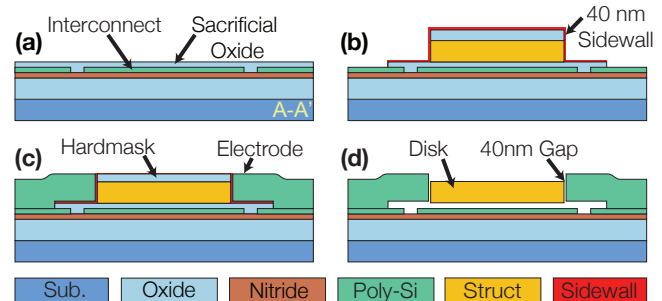 (a)
Interconnect
Sacrificial
Oxide
A-A'
(b)
40 nm
Sidewall
(c)
Hardmask
Electrode
(d)
Disk
40nm Gap
Sub.
Oxide
Nitride
Poly-Si
Struct
Sidewall